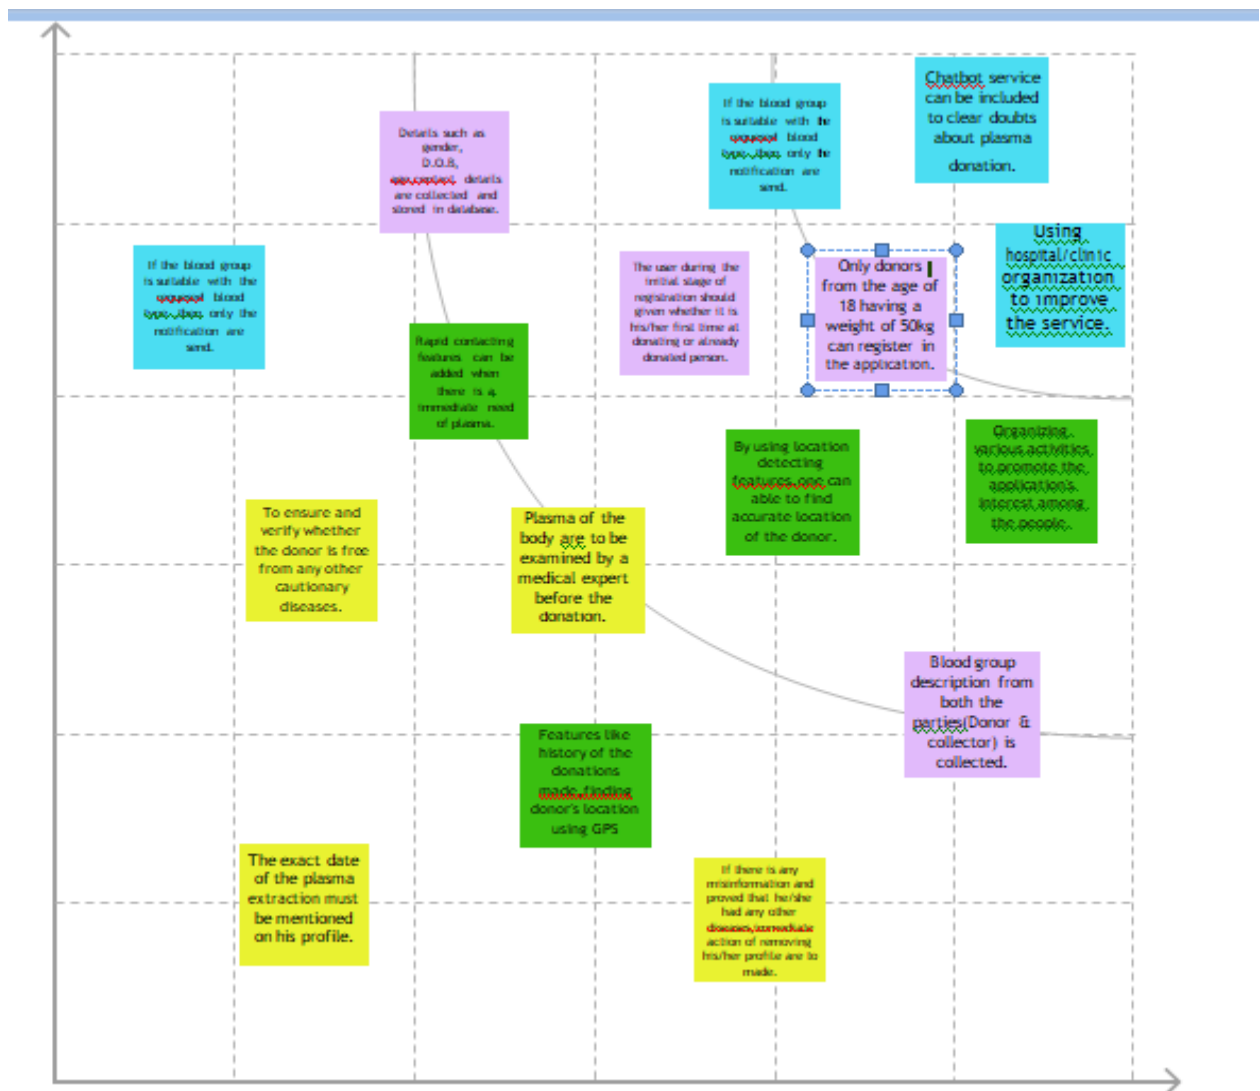 Chatbot service
can be included
to clear doubts
about plasma
donation.
If the blood group
is suitable with the
blood
only the
notification are
send.
Details such as
gender,
D.O.B,
age,contact details
are collected and
stored in database.
Using
hospital/clinic
organization
to improve
the service.
If the blood group
is suitable with the
blood
only the
notification are
send.
The user during the
initial stage of
registration should
given whether it is
his/her first time at
donating or already
donated person.
Only donors
from the age of
18 having a
weight of 50kg
can register in
the application.
Rapid contacting
features can be
added when
there is a
immediate need
of plasma.
By using location
detecting
features,one can
able to find
accurate location
of the donor.
Organizing
various activities
to promote the
application's
interest among
the people.
To ensure and
verify whether
the donor is free
from any other
cautionary
diseases.
Plasma of the
body are to be
examined by a
medical expert
before the
donation.
Blood group
description from
both the
parties(Donor &
collector) is
collected.
Features like
history of the
donations
made,finding
donor's location
using GPS
The exact date
of the plasma
extraction must
be mentioned
on his profile.
If there is any
misinformation and
proved that he/she
had any other
diseases,immediate
action of removing
his/her profile are to
made.